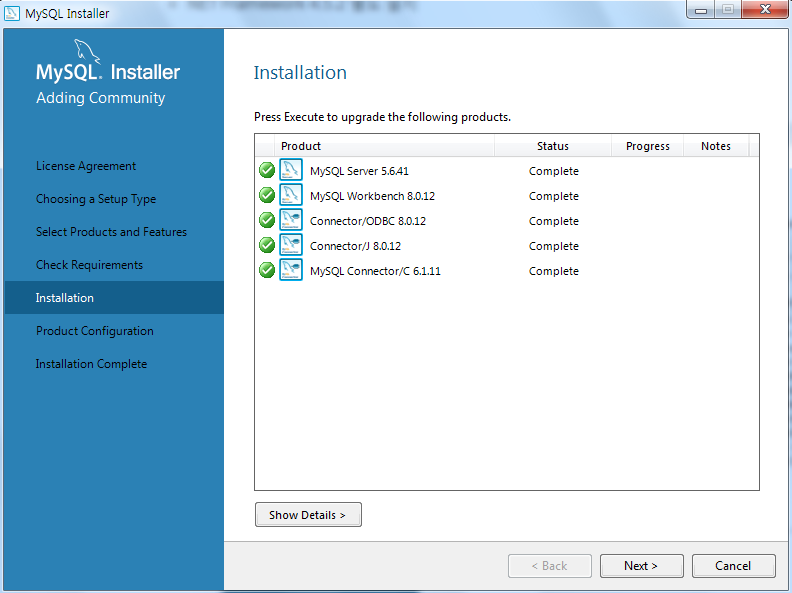 MySQL Installer
MySQL. Installer
Adding Community
License Agreement
Choosing a Setup Type
Select Products and Features
Check Requirements
Installation
Product Configuration
Installation Complete
Installation
Press Execute to upgrade the following products.
Product Status Progress Notes
MySQL Server 5.6.41 Complete
MySQL Workbench 8.0.12 Complete
Connector/ODBC 8.0.12 Complete
Connector/J 8.0.12 Complete
MySQL Connector/C 6.1.11 Complete
Show Details >
< Back Next > Cancel